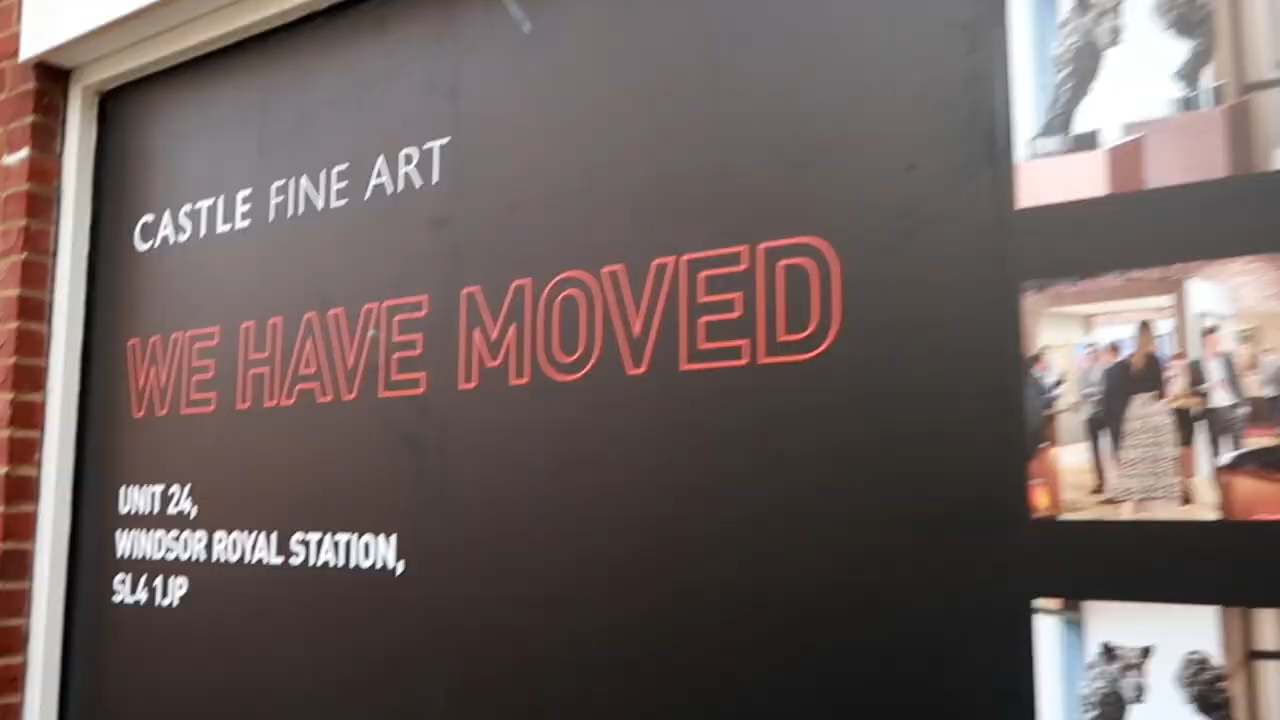 CASTLE FINE ART
WE HAVE MOVED
UNIT 24,
WINDSOR ROYAL STATION,
SL4 1JP